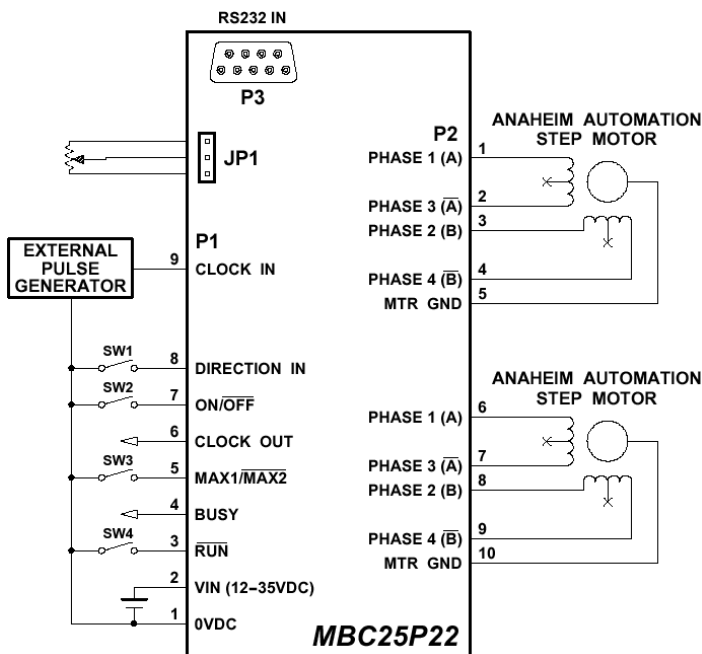 RS232 IN
P3
JP1
P1
EXTERNAL
PULSE
GENERATOR
9 CLOCK IN
SW1 8 DIRECTION IN
SW2 7 ON/O̅F̅F̅
6 CLOCK OUT
SW3 5 MAX1/M̅A̅X̅2̅
4 BUSY
SW4 3 R̅U̅N̅
2 VIN (12–35VDC)
1 0VDC
MBC25P22
P2
ANAHEIM AUTOMATION
STEP MOTOR
PHASE 1 (A) 1
PHASE 3 (A̅) 2
PHASE 2 (B) 3
PHASE 4 (B̅) 4
MTR GND 5
ANAHEIM AUTOMATION
STEP MOTOR
PHASE 1 (A) 6
PHASE 3 (A̅) 7
PHASE 2 (B) 8
PHASE 4 (B̅) 9
MTR GND 10